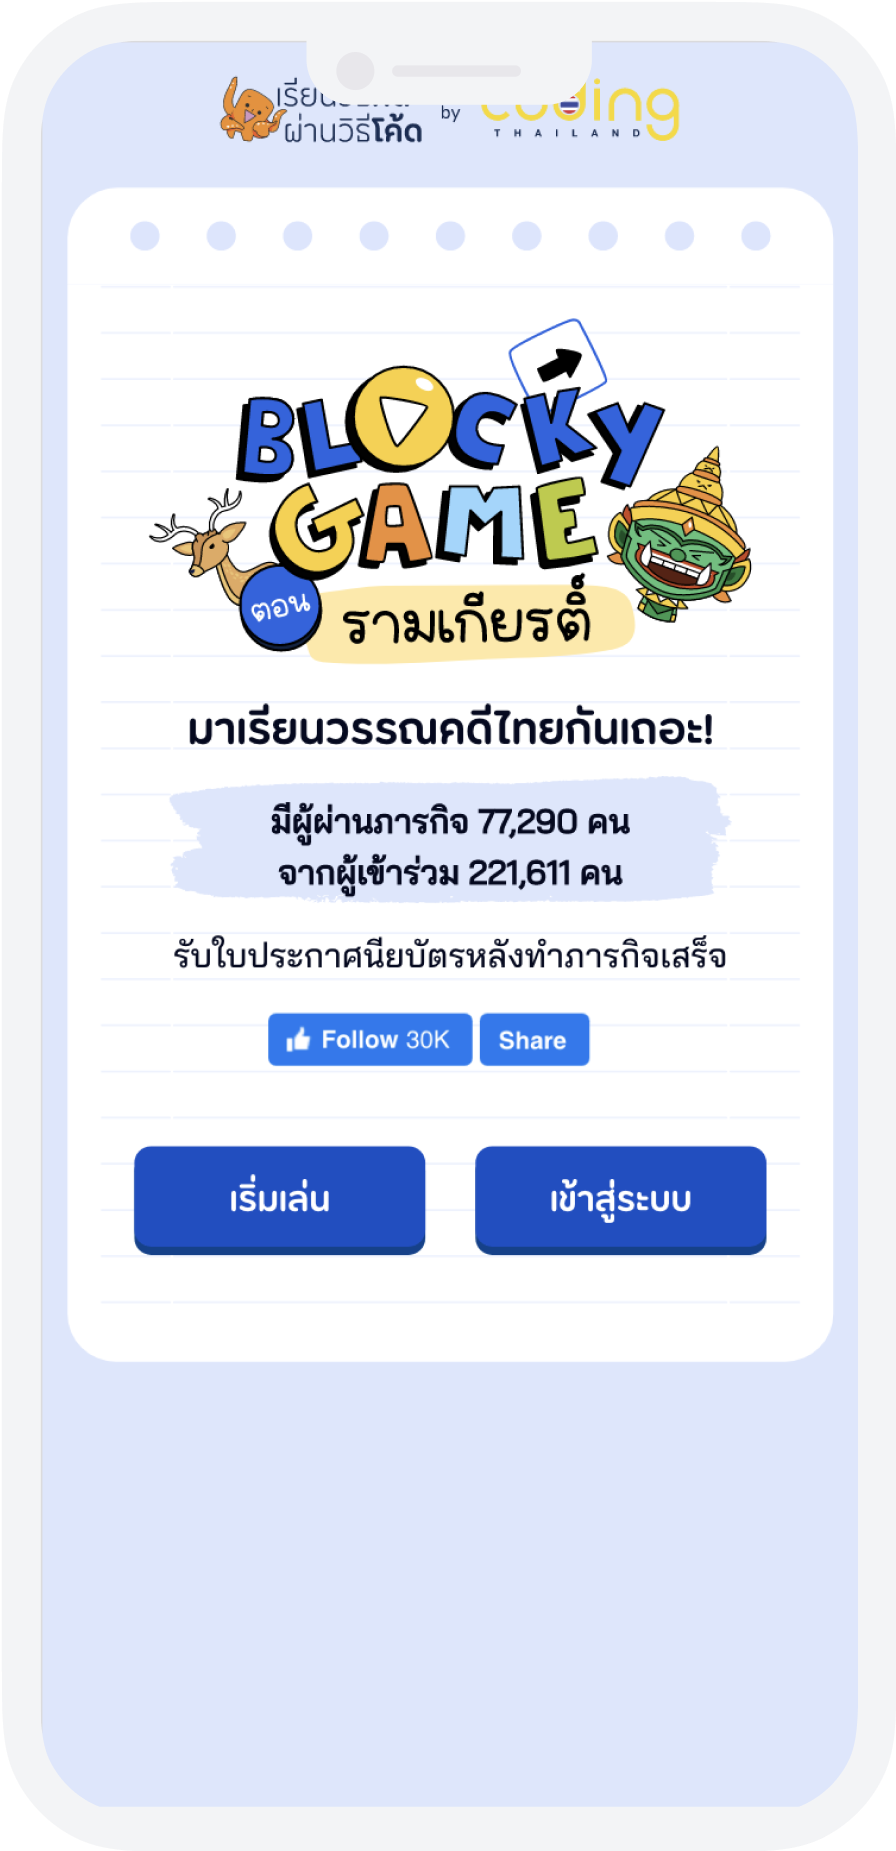 ผ่านวิธีโค้ด
by
coding
THAILAND
BLOCKY
GAME
ตอน
รามเกียรติ์
มาเรียนวรรณคดีไทยกันเถอะ!
มีผู้ผ่านภารกิจ 77,290 คน
จากผู้เข้าร่วม 221,611 คน
รับใบประกาศนียบัตรหลังทำภารกิจเสร็จ
Follow 30K Share
เริ่มเล่น เข้าสู่ระบบ